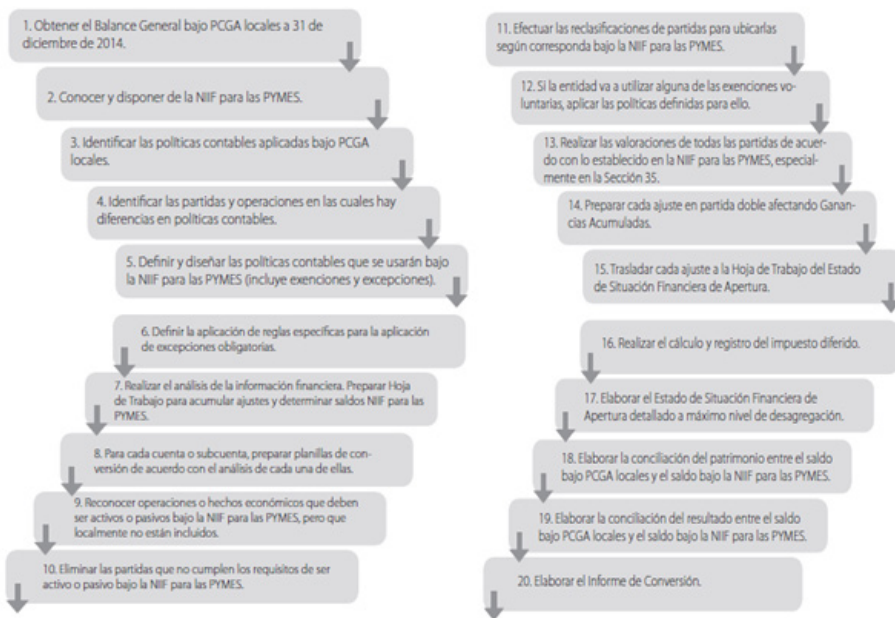 1. Obtener el Balance General bajo PCGA locales a 31 de
diciembre de 2014.
2. Conocer y disponer de la NIIF para las PYMES.
3. Identificar las políticas contables aplicadas bajo PCGA
locales.
4. Identificar las partidas y operaciones en las cuales hay
diferencias en políticas contables.
5. Definir y diseñar las políticas contables que se usarán bajo
la NIIF para las PYMES (incluye exenciones y excepciones).
6. Definir la aplicación de reglas específicas para la aplicación
de excepciones obligatorias.
7. Realizar el análisis de la información financiera. Preparar Hoja
de Trabajo para acumular ajustes y determinar saldos NIIF para las
PYMES.
8. Para cada cuenta o subcuenta, preparar planillas de con-
versión de acuerdo con el análisis de cada una de ellas.
9. Reconocer operaciones o hechos económicos que deben
ser activos o pasivos bajo la NIIF para las PYMES, pero que
localmente no están incluidos.
10. Eliminar las partidas que no cumplen los requisitos de ser
activo o pasivo bajo la NIIF para las PYMES.
11. Efectuar las reclasificaciones de partidas para ubicarlas
según corresponda bajo la NIIF para las PYMES.
12. Si la entidad va a utilizar alguna de las exenciones vo-
luntarias, aplicar las políticas definidas para ello.
13. Realizar las valoraciones de todas las partidas de acuer-
do con lo establecido en la NIIF para las PYMES, especial-
mente en la Sección 35.
14. Preparar cada ajuste en partida doble afectando Ganan-
cias Acumuladas.
15. Trasladar cada ajuste a la Hoja de Trabajo del Estado
de Situación Financiera de Apertura.
16. Realizar el cálculo y registro del impuesto diferido.
17. Elaborar el Estado de Situación Financiera de
Apertura detallado a máximo nivel de desagregación.
18. Elaborar la conciliación del patrimonio entre el saldo
bajo PCGA locales y el saldo bajo la NIIF para las PYMES.
19. Elaborar la conciliación del resultado entre el saldo
bajo PCGA locales y el saldo bajo la NIIF para las PYMES.
20. Elaborar el Informe de Conversión.